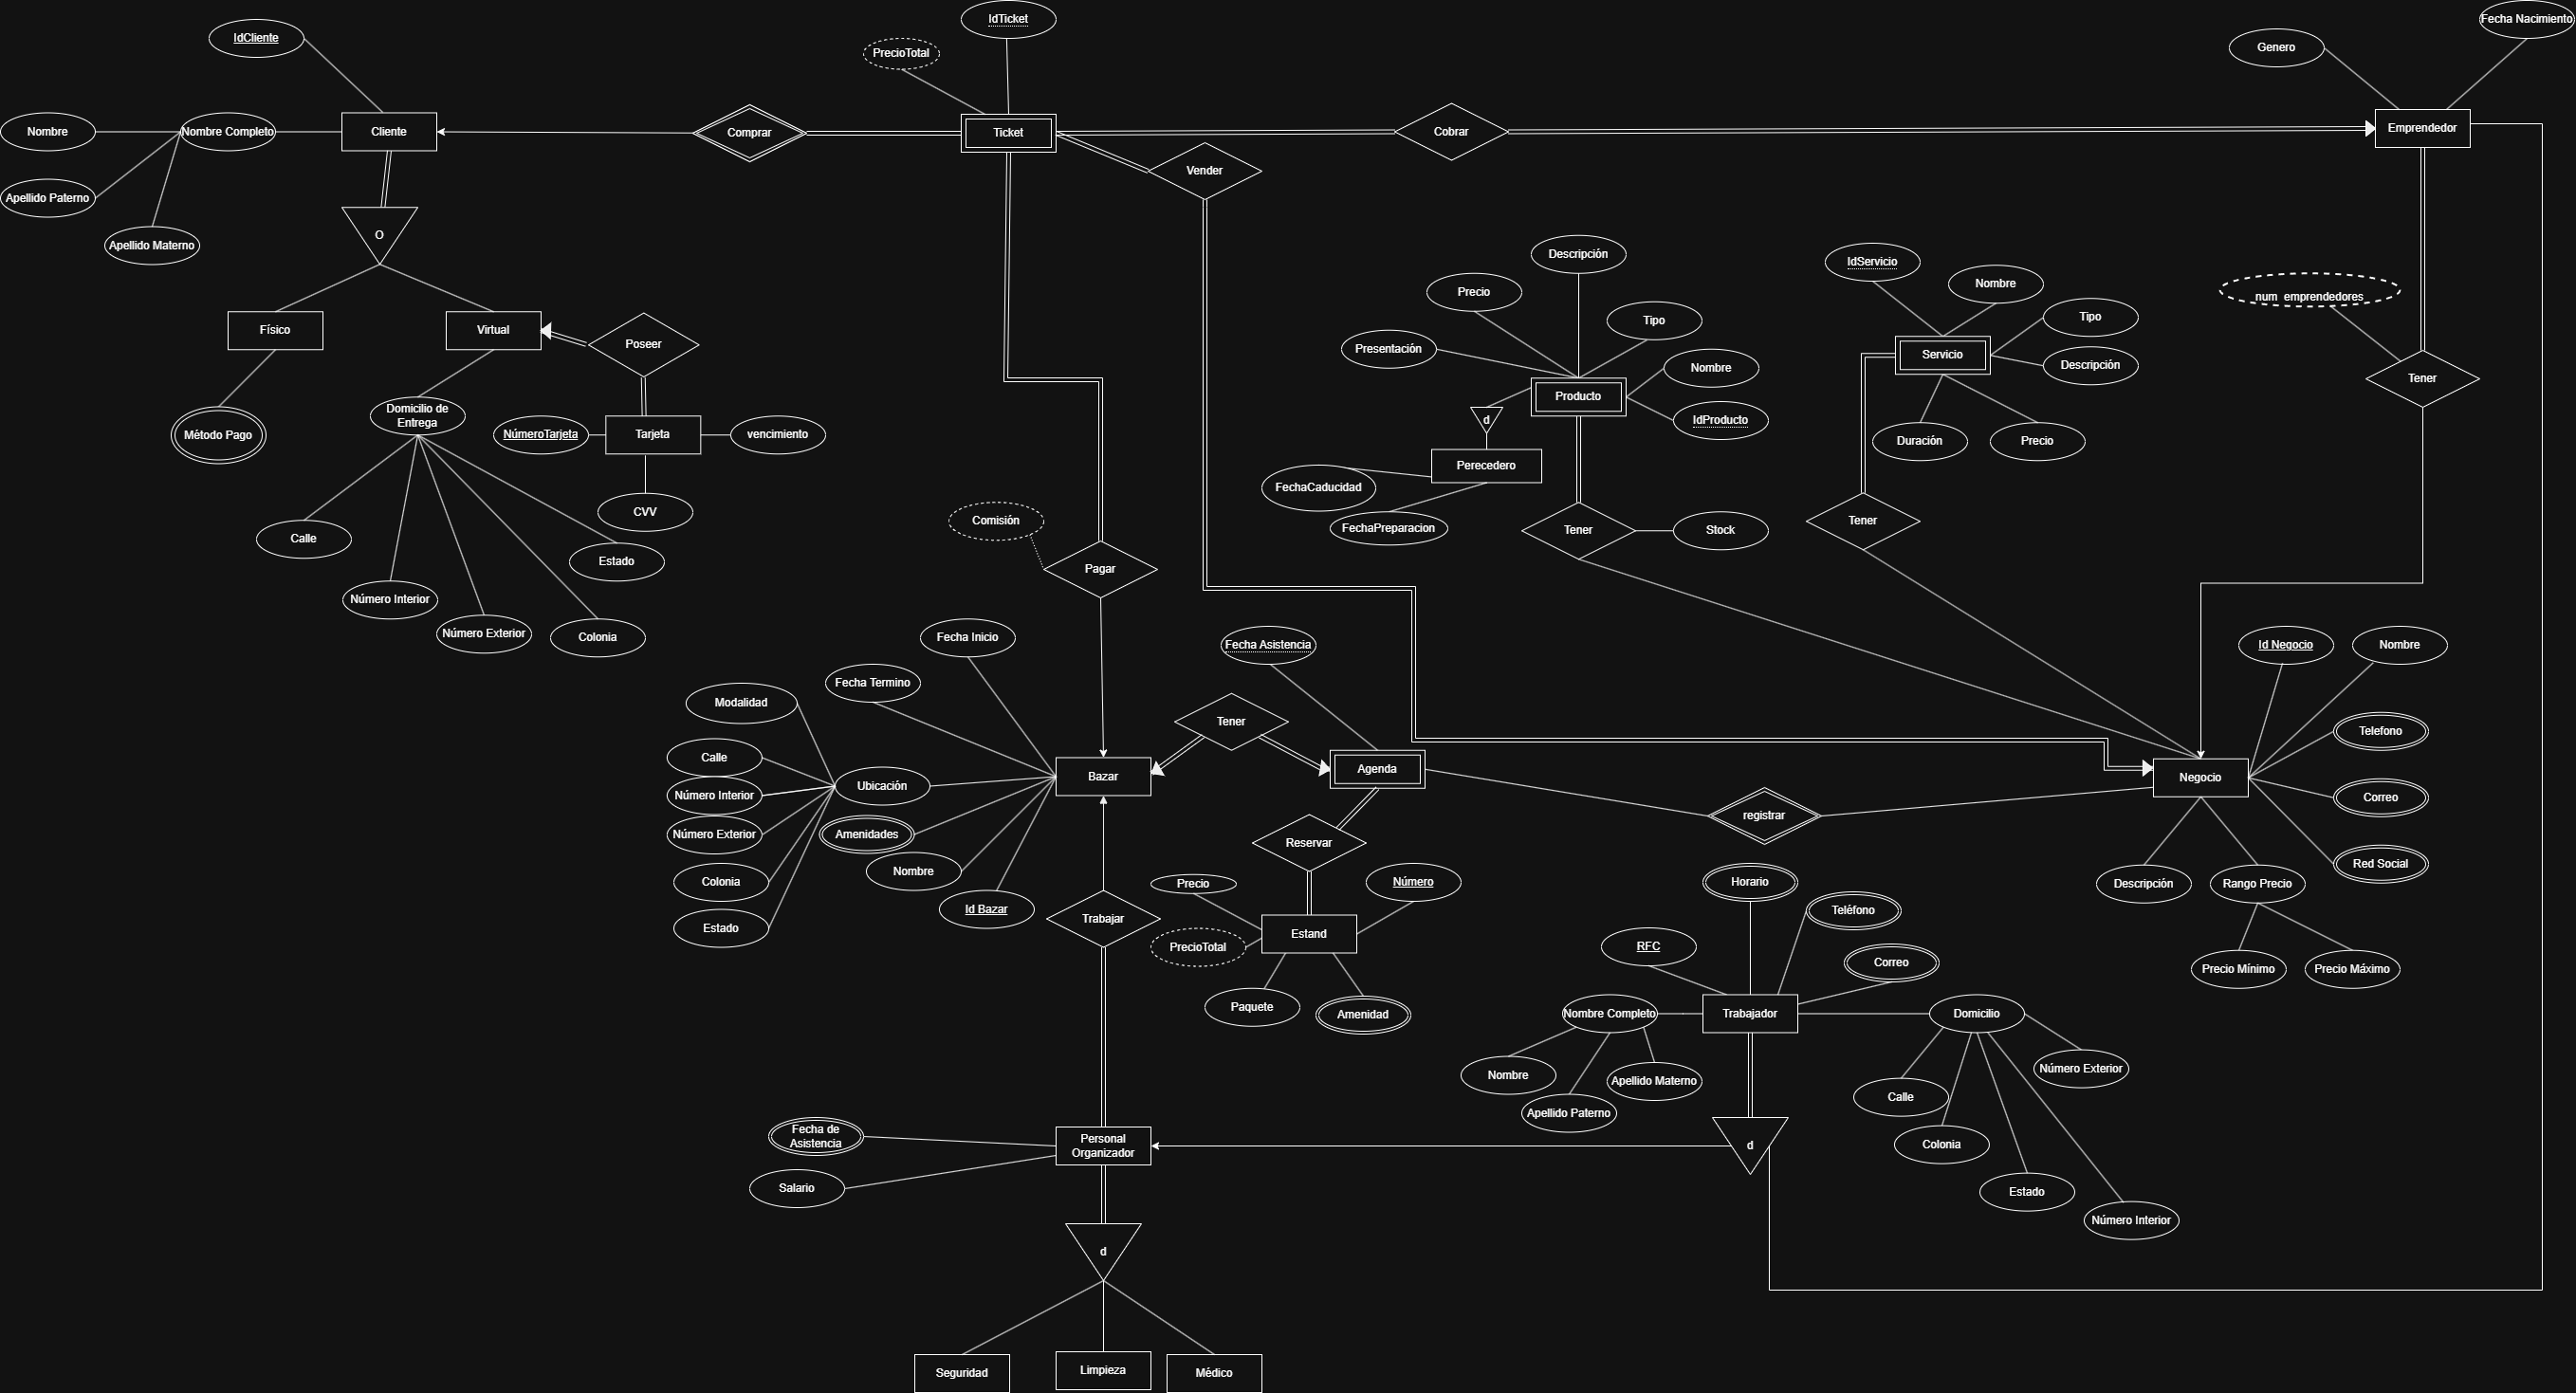 IdTicket
Fecha Nacimiento
IdCliente
PrecioTotal
Genero
Nombre
Nombre Completo
Cliente
Comprar
Ticket
Cobrar
Emprendedor
Vender
Apellido Paterno
Apellido Materno
O
Descripción
IdServicio
Nombre
Precio
num_emprendedores
Tipo
Tipo
Físico
Virtual
Poseer
Presentación
Servicio
Nombre
Descripción
Tener
Producto
Domicilio de
Entrega
IdProducto
d
Método Pago
NúmeroTarjeta
Tarjeta
vencimiento
Duración
Precio
Perecedero
FechaCaducidad
CVV
Comisión
FechaPreparacion
Tener
Stock
Tener
Calle
Estado
Pagar
Número Interior
Número Exterior
Colonia
Fecha Inicio
Fecha Asistencia
Id Negocio
Nombre
Fecha Termino
Modalidad
Tener
Telefono
Calle
Bazar
Agenda
Negocio
Ubicación
Número Interior
Correo
registrar
Número Exterior
Amenidades
Reservar
Red Social
Nombre
Colonia
Precio
Número
Horario
Descripción
Rango Precio
Id Bazar
Trabajar
Teléfono
Estado
Estand
PrecioTotal
RFC
Correo
Precio Mínimo
Precio Máximo
Paquete
Amenidad
Nombre Completo
Trabajador
Domicilio
Número Exterior
Nombre
Apellido Materno
Calle
Apellido Paterno
Fecha de
Asistencia
Personal
Organizador
d
Colonia
Salario
Estado
Número Interior
d
Seguridad
Limpieza
Médico